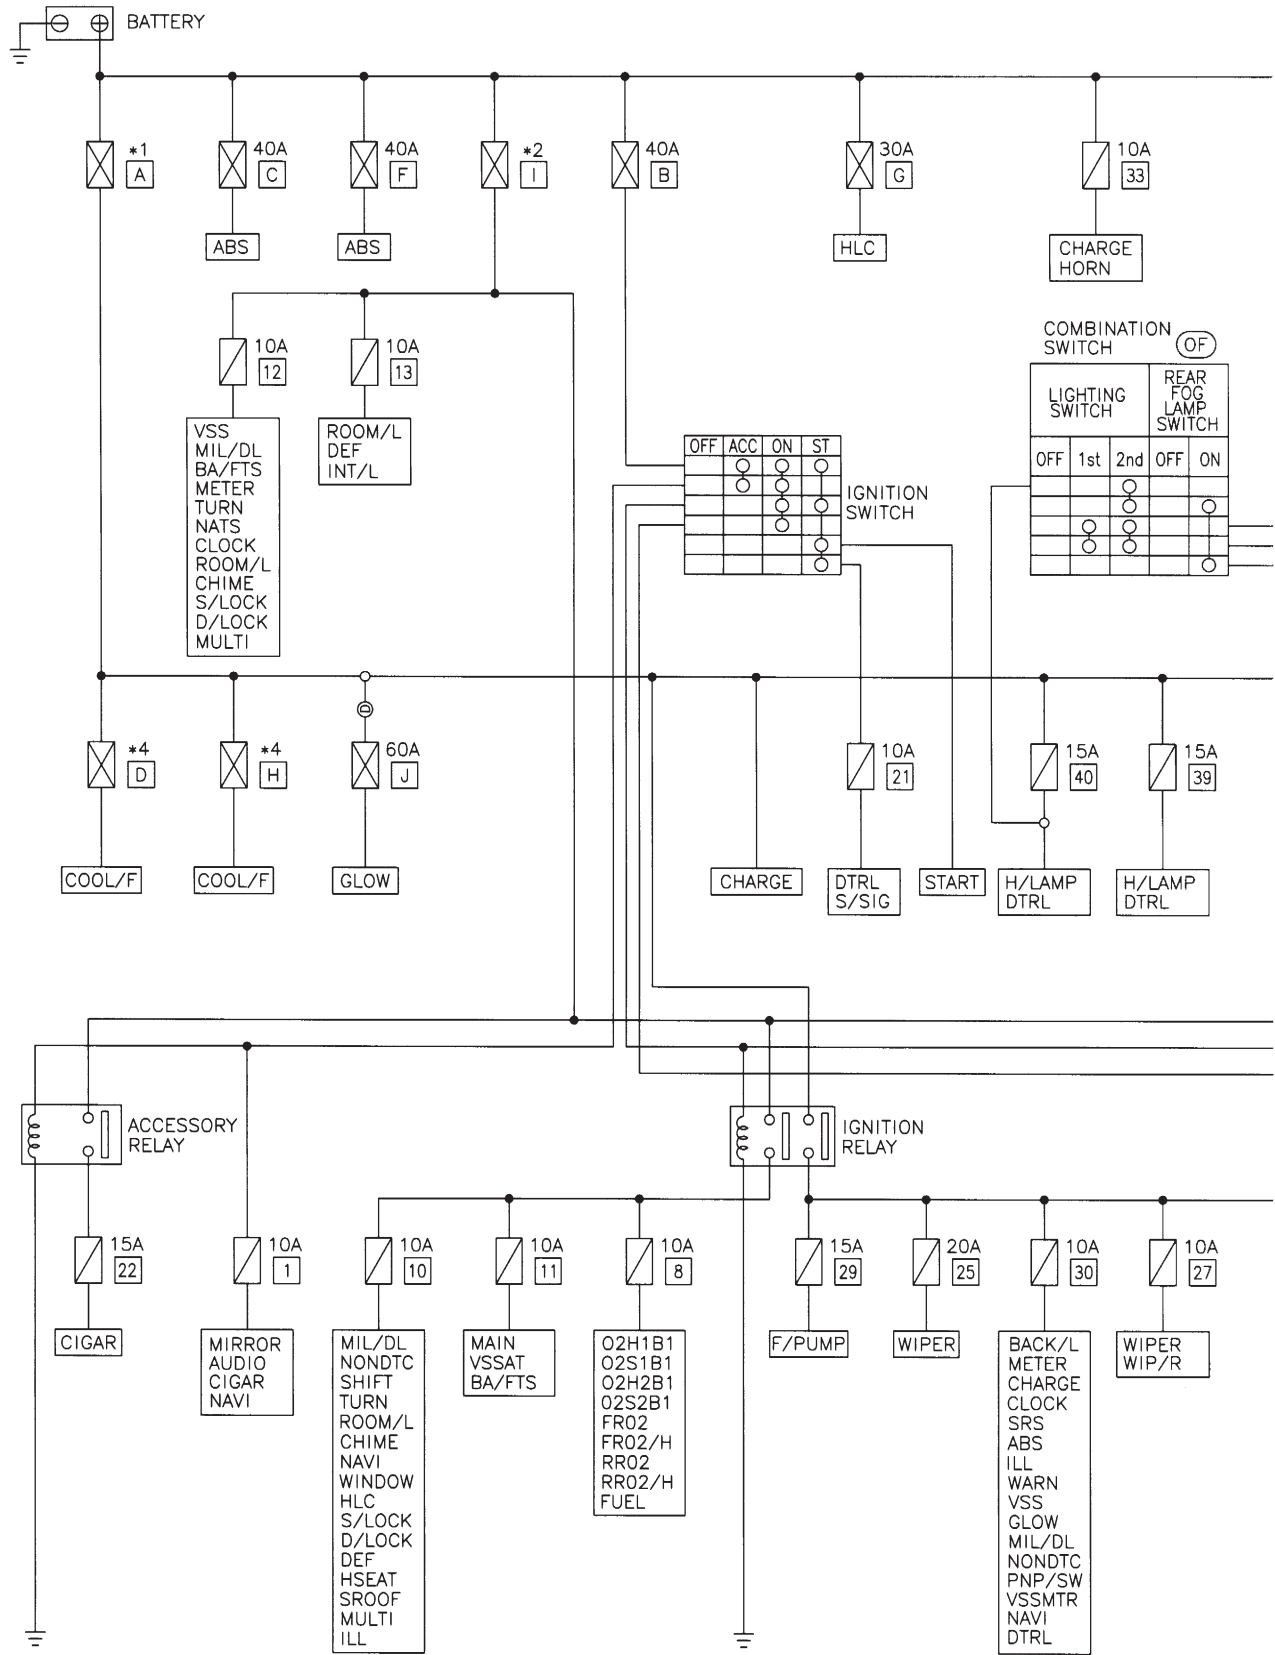 BATTERY
*1
A
40A
C
40A
F
*2
I
40A
B
30A
G
10A
33
ABS
ABS
HLC
CHARGE
HORN
10A
12
10A
13
VSS
MIL/DL
BA/FTS
METER
TURN
NATS
CLOCK
ROOM/L
CHIME
S/LOCK
D/LOCK
MULTI
ROOM/L
DEF
INT/L
OFF ACC ON ST
IGNITION
SWITCH
COMBINATION
SWITCH
OF
LIGHTING
SWITCH
REAR
FOG
LAMP
SWITCH
OFF 1st 2nd OFF ON
D
*4
D
*4
H
60A
J
10A
21
15A
40
15A
39
COOL/F
COOL/F
GLOW
CHARGE
DTRL
S/SIG
START
H/LAMP
DTRL
H/LAMP
DTRL
ACCESSORY
RELAY
IGNITION
RELAY
15A
22
10A
1
10A
10
10A
11
10A
8
15A
29
20A
25
10A
30
10A
27
CIGAR
MIRROR
AUDIO
CIGAR
NAVI
MIL/DL
NONDTC
SHIFT
TURN
ROOM/L
CHIME
NAVI
WINDOW
HLC
S/LOCK
D/LOCK
DEF
HSEAT
SROOF
MULTI
ILL
MAIN
VSSAT
BA/FTS
O2H1B1
O2S1B1
O2H2B1
O2S2B1
FRO2
FRO2/H
RRO2
RRO2/H
FUEL
F/PUMP
WIPER
BACK/L
METER
CHARGE
CLOCK
SRS
ABS
ILL
WARN
VSS
GLOW
MIL/DL
NONDTC
PNP/SW
VSSMTR
NAVI
DTRL
WIPER
WIP/R